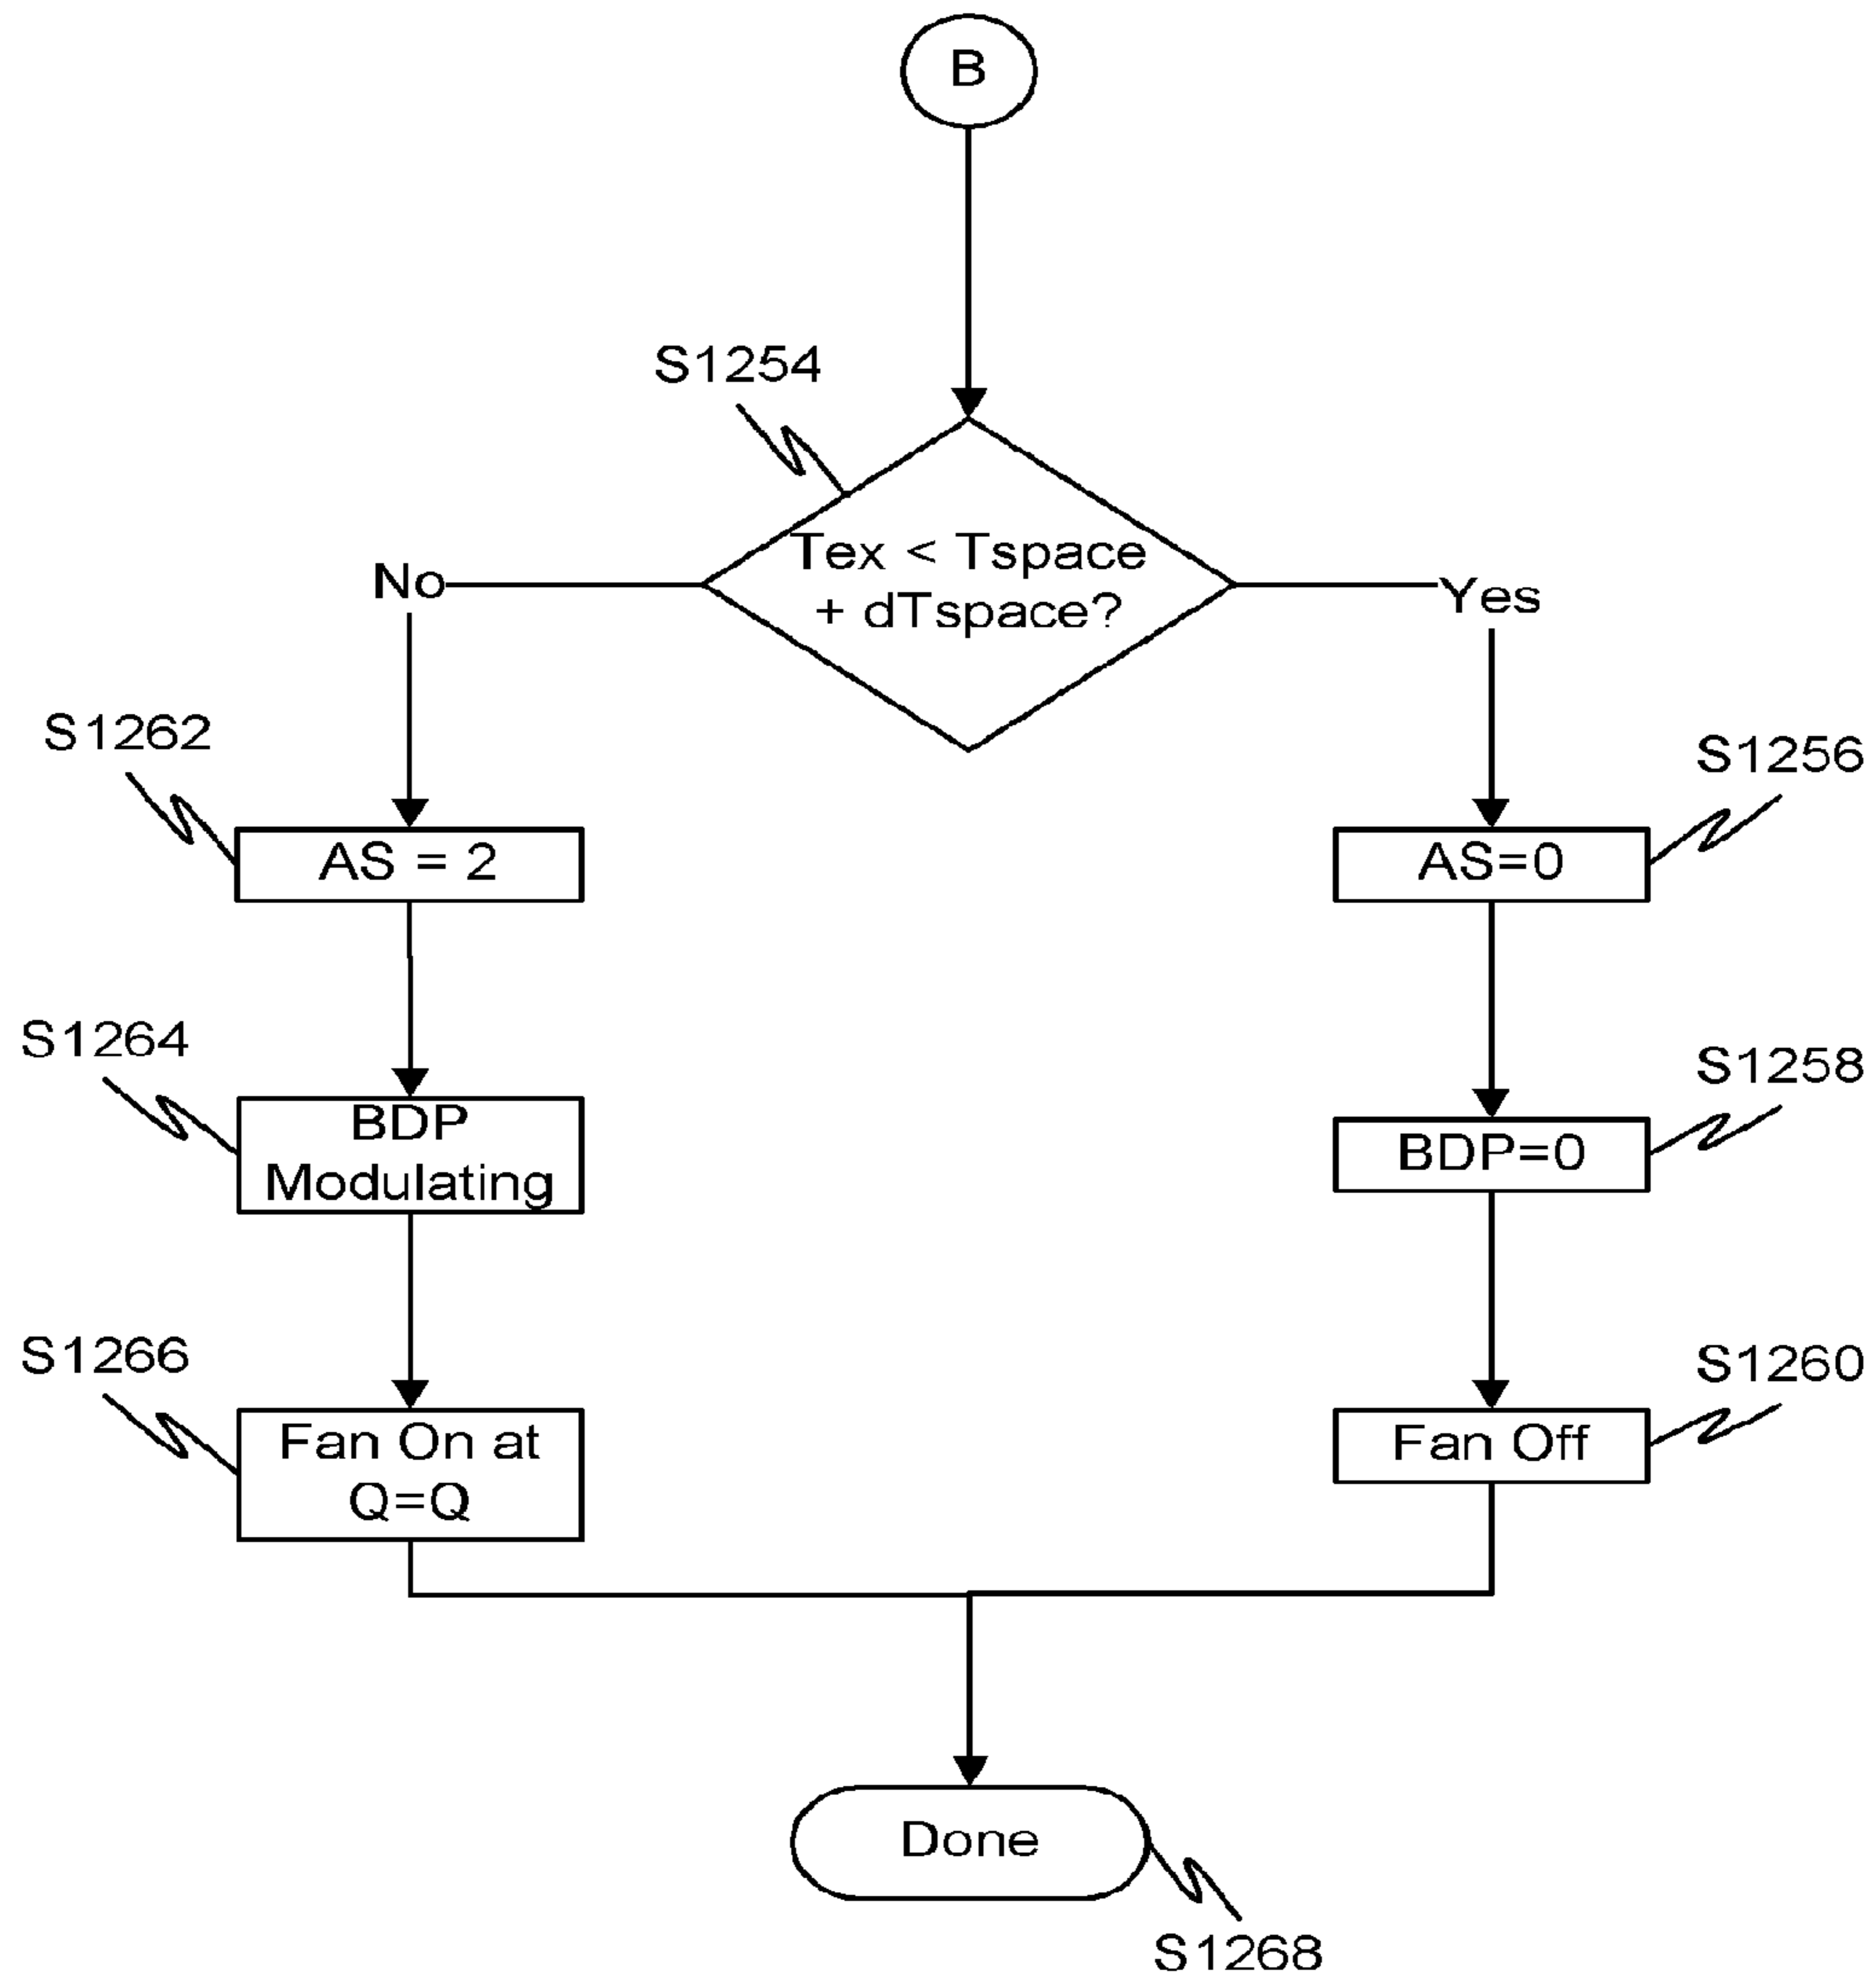 B
S1254
Tex < Tspace
+ dTspace?
No
Yes
S1262
S1256
AS = 2
AS=0
S1264
S1258
BDP
Modulating
BDP=0
S1266
S1260
Fan On at
Q=Q
Fan Off
Done
S1268